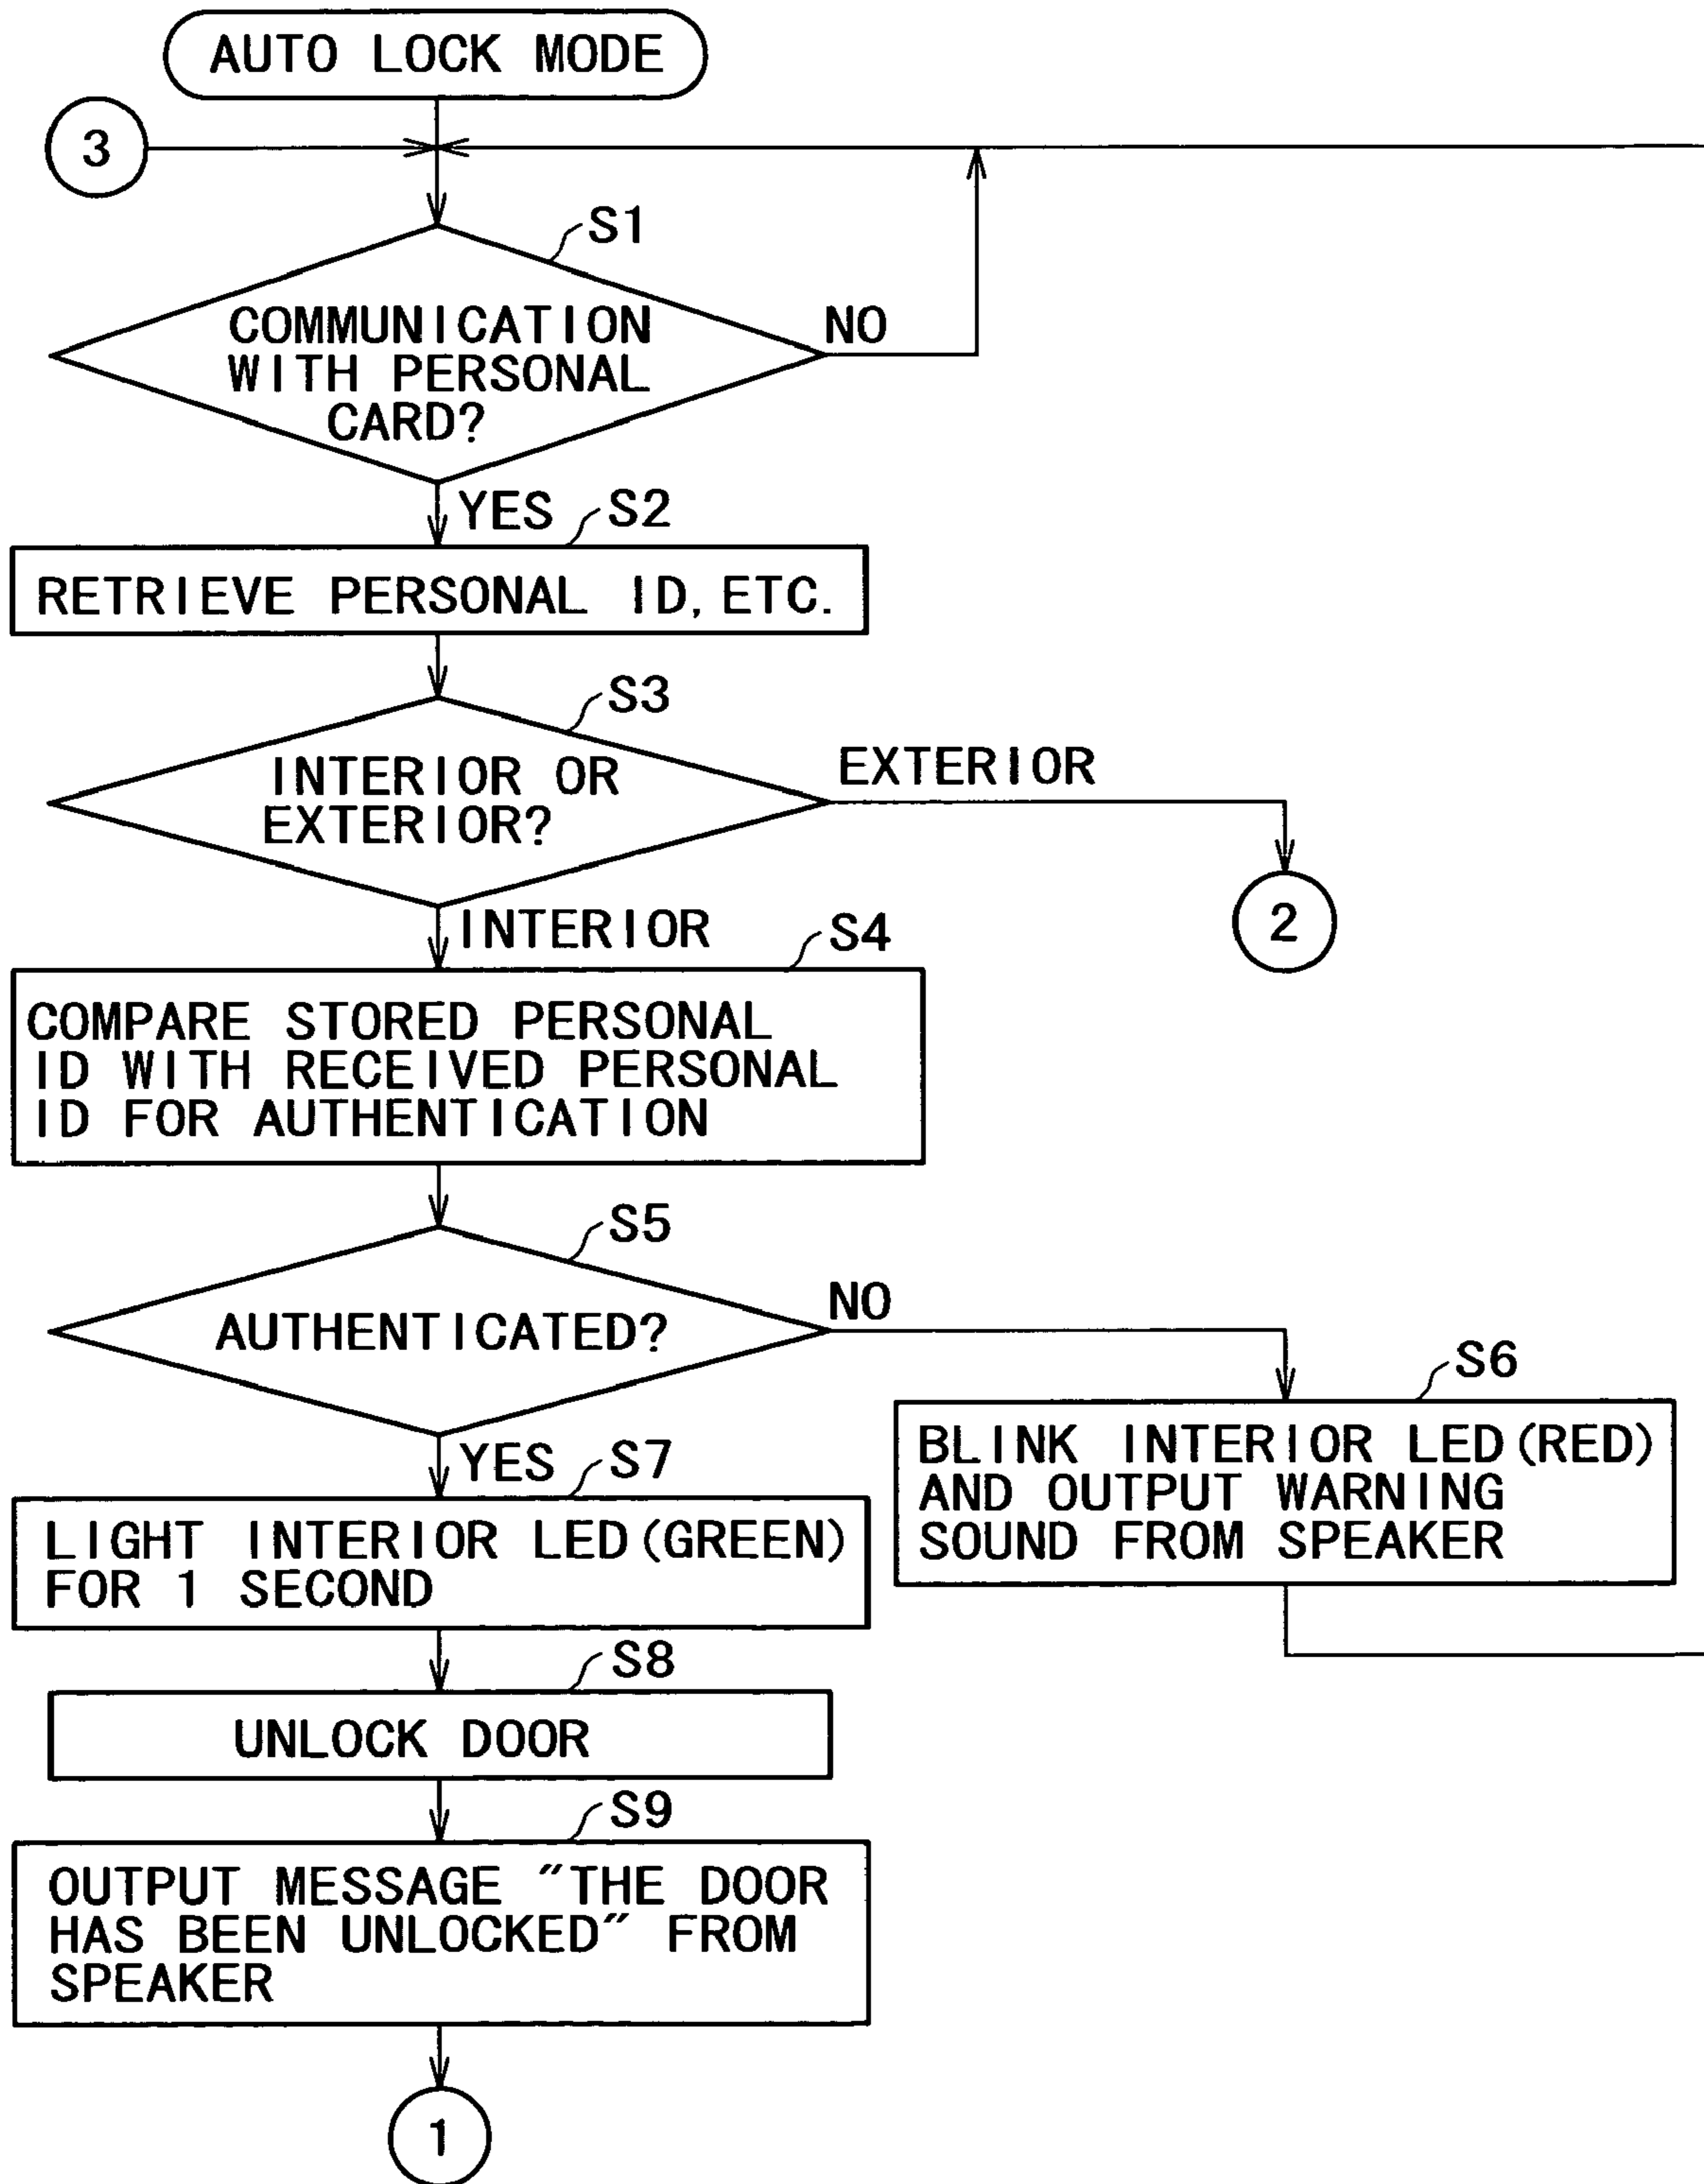 AUTO LOCK MODE
3
S1
COMMUNICATION
WITH PERSONAL
CARD?
NO
YES
S2
RETRIEVE PERSONAL ID, ETC.
S3
INTERIOR OR
EXTERIOR?
EXTERIOR
2
INTERIOR
S4
COMPARE STORED PERSONAL
ID WITH RECEIVED PERSONAL
ID FOR AUTHENTICATION
S5
AUTHENTICATED?
NO
S6
BLINK INTERIOR LED (RED)
AND OUTPUT WARNING
SOUND FROM SPEAKER
YES
S7
LIGHT INTERIOR LED (GREEN)
FOR 1 SECOND
S8
UNLOCK DOOR
S9
OUTPUT MESSAGE "THE DOOR
HAS BEEN UNLOCKED" FROM
SPEAKER
1